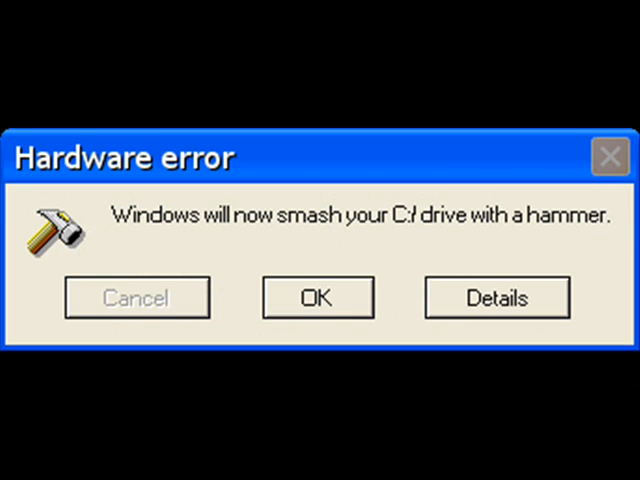 Hardware error
Windows will now smash your C:/ drive with a hammer.
Cancel
OK
Details